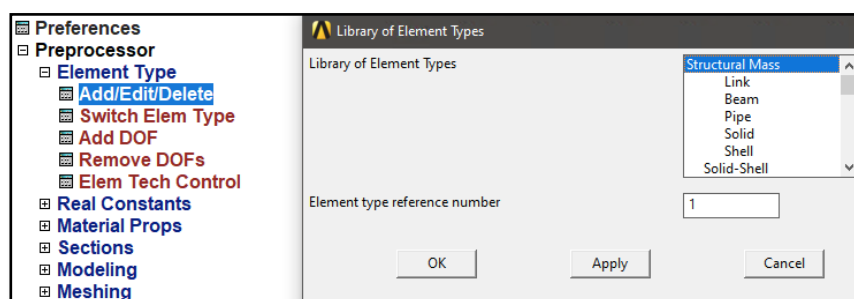 Preferences
Preprocessor
Element Type
Add/Edit/Delete
Switch Elem Type
Add DOF
Remove DOFs
Elem Tech Control
Real Constants
Material Props
Sections
Modeling
Meshing
Library of Element Types
Library of Element Types
Structural Mass
Link
Beam
Pipe
Solid
Shell
Solid-Shell
Element type reference number
1
OK
Apply
Cancel